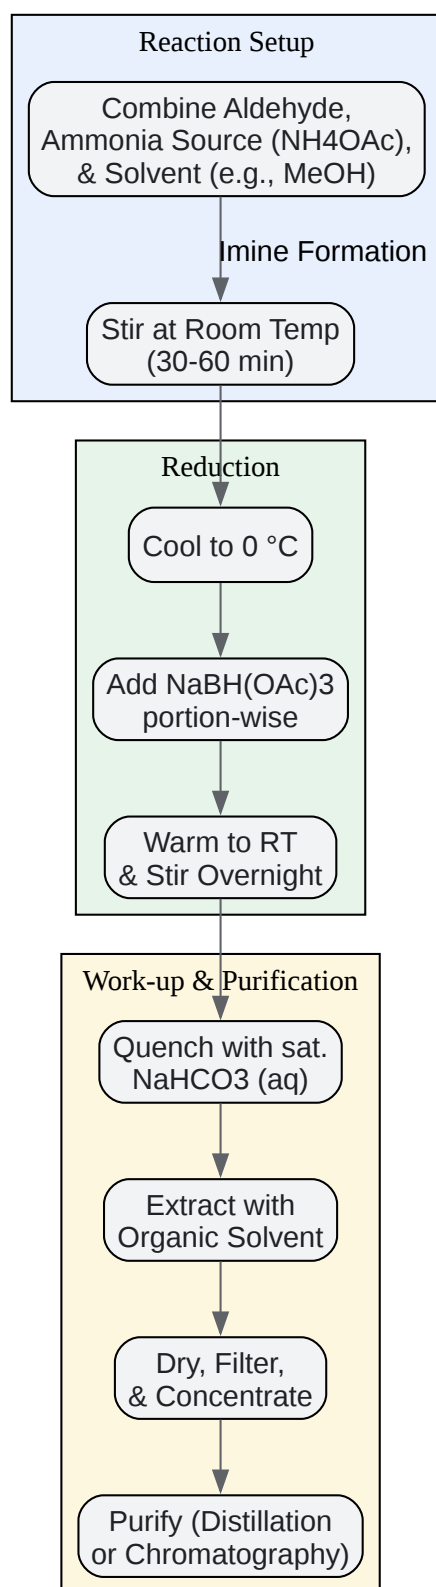 Reaction Setup
Combine Aldehyde,
Ammonia Source (NH4OAc),
& Solvent (e.g., MeOH)
Imine Formation
Stir at Room Temp
(30-60 min)
Reduction
Cool to 0 °C
Add NaBH(OAc)3
portion-wise
Warm to RT
& Stir Overnight
Work-up & Purification
Quench with sat.
NaHCO3 (aq)
Extract with
Organic Solvent
Dry, Filter,
& Concentrate
Purify (Distillation
or Chromatography)